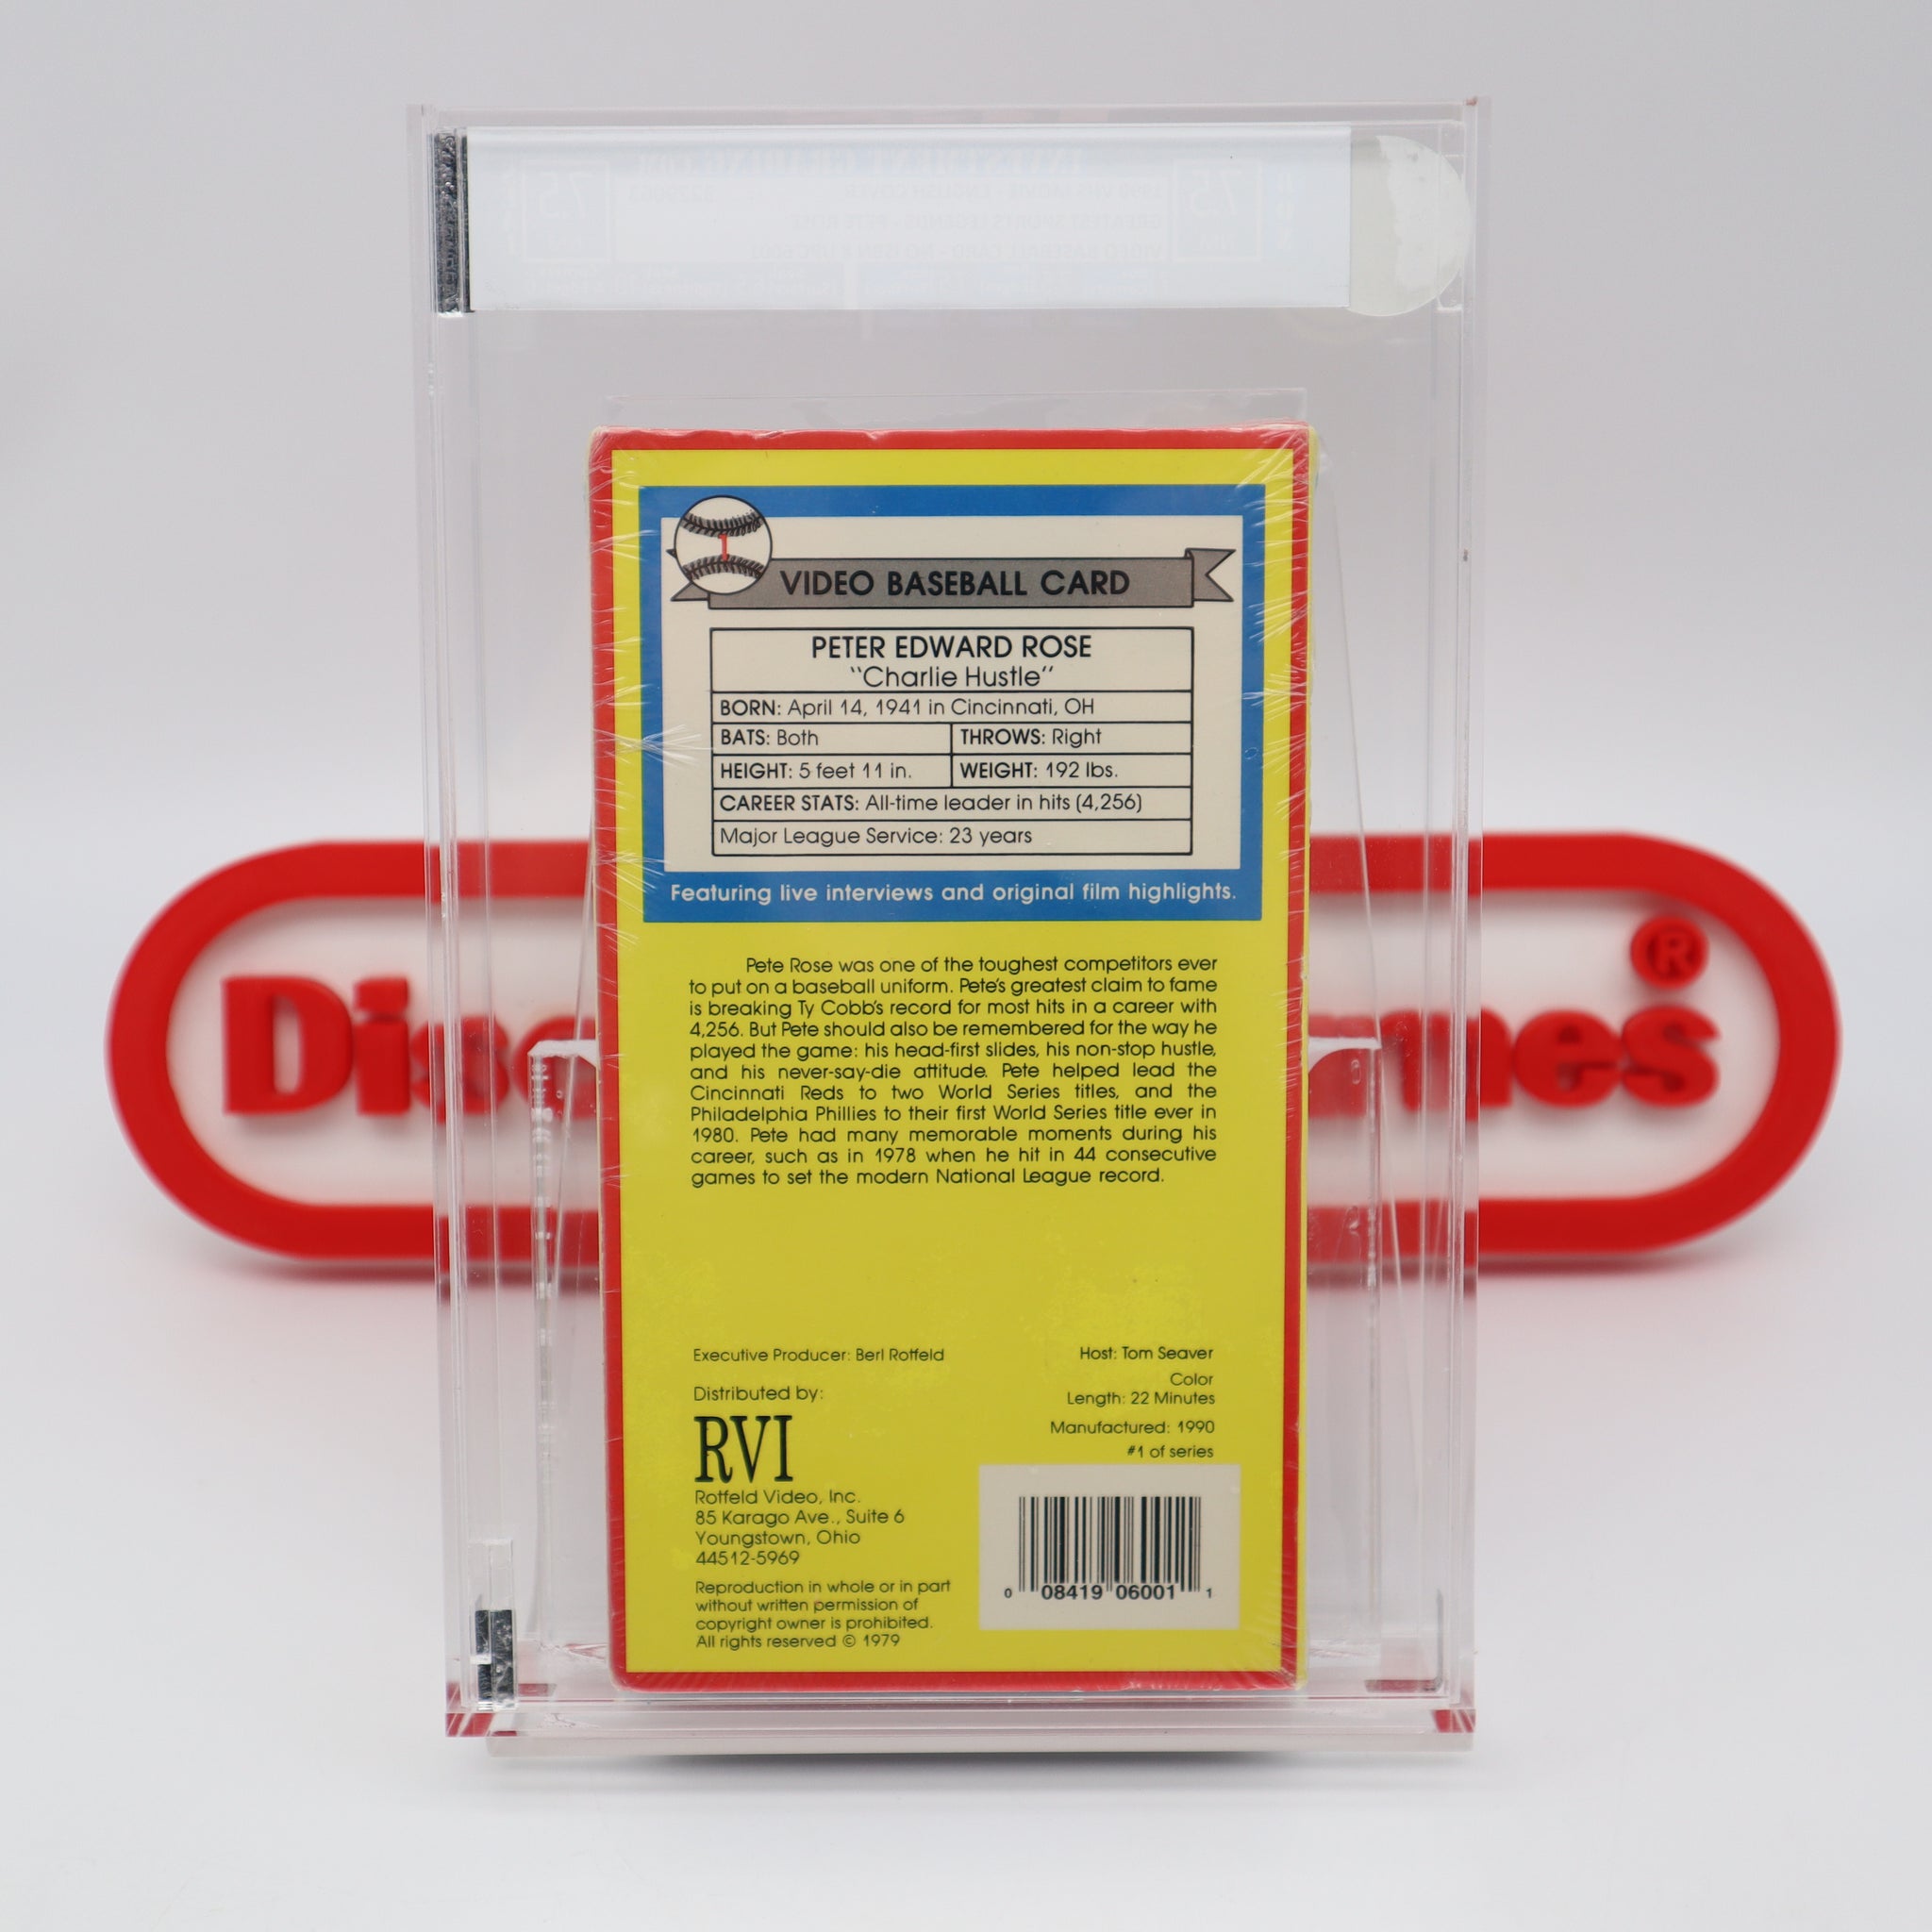 VIDEO BASEBALL CARD
1
PETER EDWARD ROSE
"Charlie Hustle"
BORN: April 14, 1941 in Cincinnati, OH
BATS: Both THROWS: Right
HEIGHT: 5 feet 11 in. WEIGHT: 192 lbs.
CAREER STATS: All-time leader in hits (4,256)
Major League Service: 23 years
Featuring live interviews and original film highlights.
Pete Rose was one of the toughest competitors ever
to put on a baseball uniform. Pete's greatest claim to fame
is breaking Ty Cobb's record for most hits in a career with
4,256. But Pete should also be remembered for the way he
played the game: his head-first slides, his non-stop hustle,
and his never-say-die attitude. Pete helped lead the
Cincinnati Reds to two World Series titles, and the
Philadelphia Phillies to their first World Series title ever in
1980. Pete had many memorable moments during his
career, such as in 1978 when he hit in 44 consecutive
games to set the modern National League record.
Executive Producer: Berl Rotfeld
Host: Tom Seaver
Color
Length: 22 Minutes
Manufactured: 1990
#1 of series
Distributed by:
RVI
Rotfeld Video, Inc.
85 Karago Ave., Suite 6
Youngstown, Ohio
44512-5969
Reproduction in whole or in part
without written permission of
copyright owner is prohibited.
All rights reserved © 1979
0 08419 06001 1
®